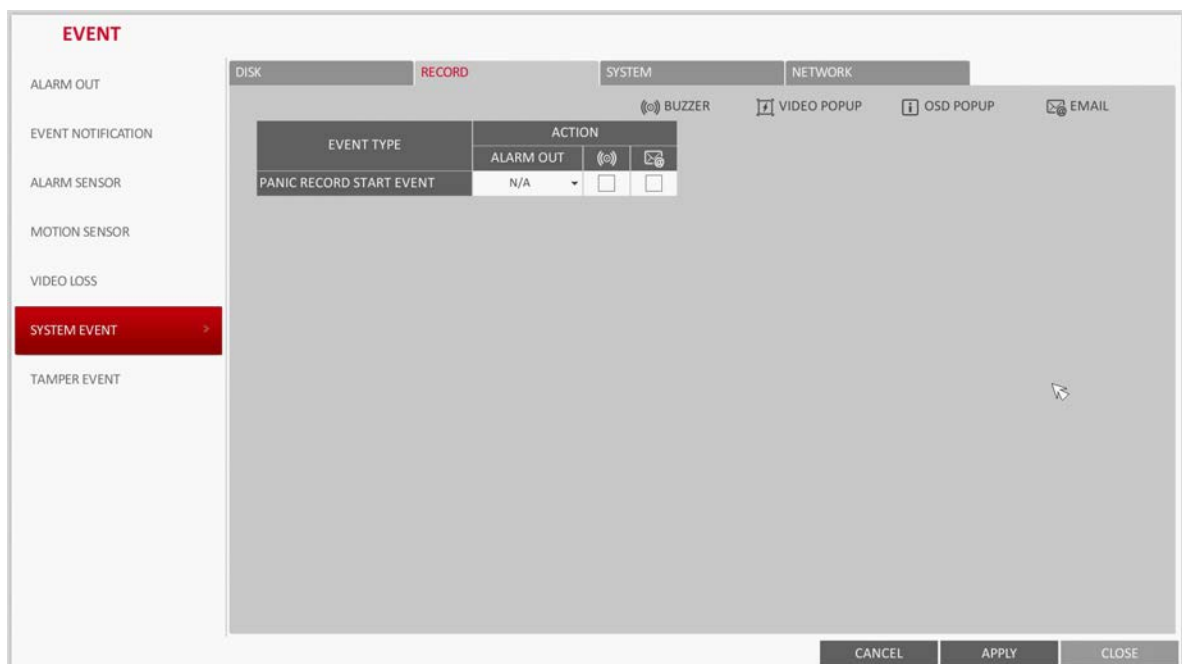 EVENT
ALARM OUT
EVENT NOTIFICATION
ALARM SENSOR
MOTION SENSOR
VIDEO LOSS
SYSTEM EVENT >
TAMPER EVENT
DISK RECORD SYSTEM NETWORK
BUZZER VIDEO POPUP OSD POPUP EMAIL
EVENT TYPE ACTION
ALARM OUT
PANIC RECORD START EVENT N/A
CANCEL APPLY CLOSE